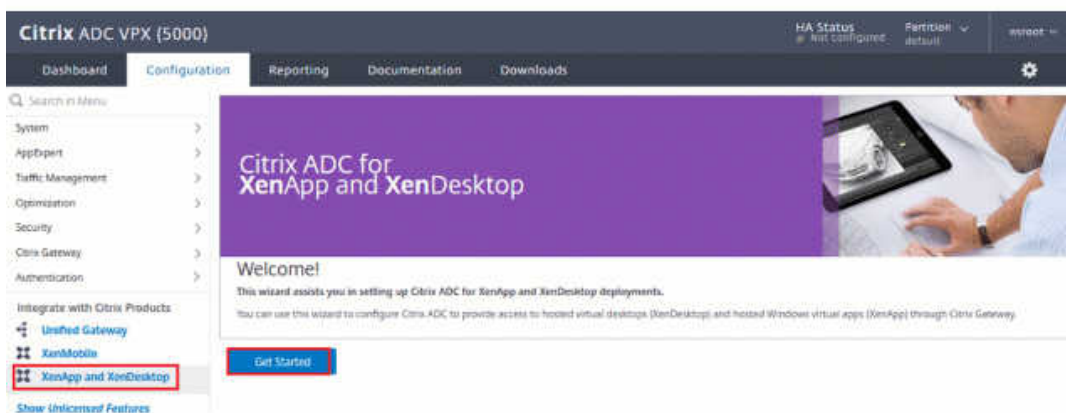 Citrix ADC VPX (5000)
HA Status
Not configured
Partition
default
nsroot
Dashboard
Configuration
Reporting
Documentation
Downloads
Search in Menu
System
AppExpert
Traffic Management
Optimization
Security
Citrix Gateway
Authentication
Integrate with Citrix Products
Unified Gateway
XenMobile
XenApp and XenDesktop
Show Unlicensed Features
Citrix ADC for
XenApp and XenDesktop
Welcome!
This wizard assists you in setting up Citrix ADC for XenApp and XenDesktop deployments.
You can use this wizard to configure Citrix ADC to provide access to hosted virtual desktops (XenDesktop) and hosted Windows virtual apps (XenApp) through Citrix Gateway.
Get Started